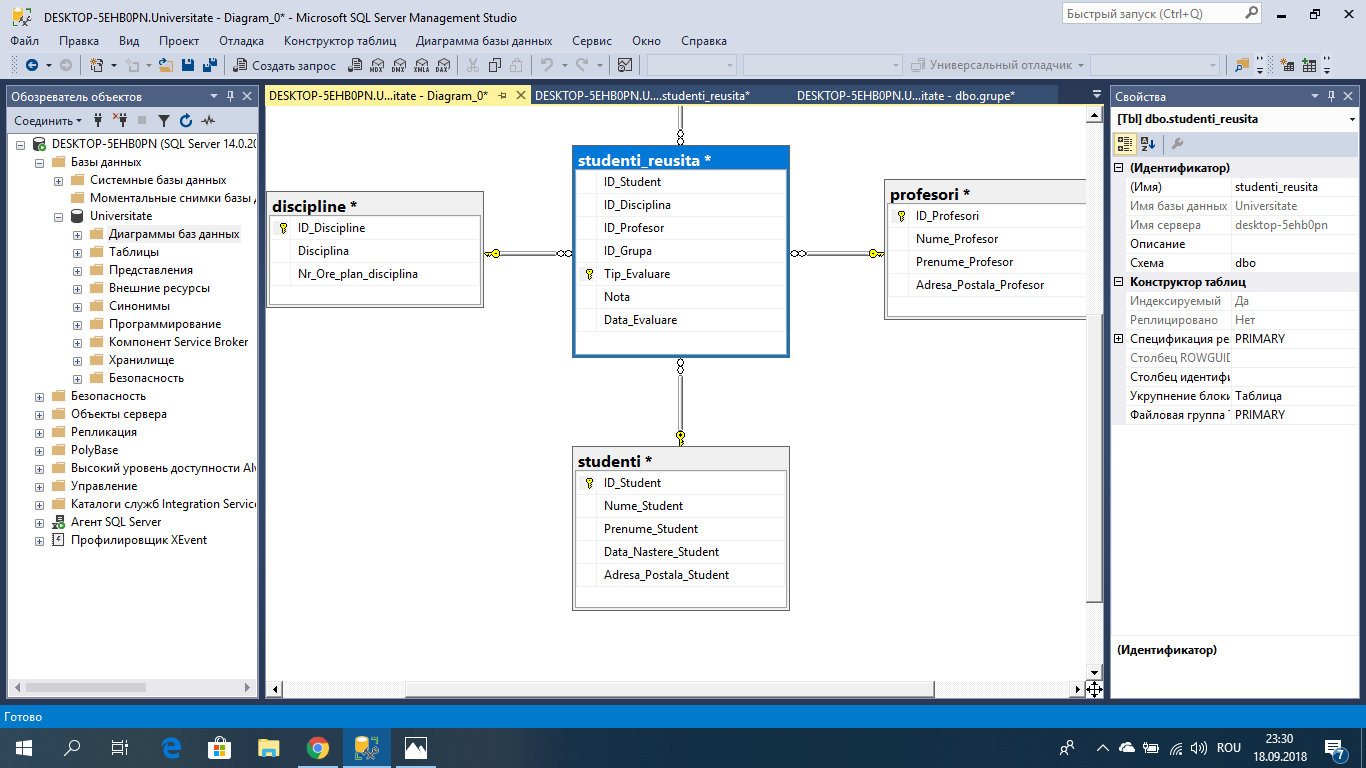 DESKTOP-5EHB0PN.Universitate - Diagram_0* - Microsoft SQL Server Management Studio
Быстрый запуск (Ctrl+Q)
Файл Правка Вид Проект Отладка Конструктор таблиц Диаграмма базы данных Сервис Окно Справка
Создать запрос MDX DMX XMLA DAX Универсальный отладчик
Обозреватель объектов
Соединить
DESKTOP-5EHB0PN (SQL Server 14.0.20
Базы данных
Системные базы данных
Моментальные снимки базы
Universitate
Диаграммы баз данных
Таблицы
Представления
Внешние ресурсы
Синонимы
Программирование
Компонент Service Broker
Хранилище
Безопасность
Безопасность
Объекты сервера
Репликация
PolyBase
Высокий уровень доступности Al
Управление
Каталоги служб Integration Servic
Агент SQL Server
Профилировщик XEvent
DESKTOP-5EHB0PN.U...itate - Diagram_0*
DESKTOP-5EHB0PN.U....studenti_reusita*
DESKTOP-5EHB0PN.U...itate - dbo.grupe*
discipline *
ID_Discipline
Disciplina
Nr_Ore_plan_disciplina
studenti_reusita *
ID_Student
ID_Disciplina
ID_Profesor
ID_Grupa
Tip_Evaluare
Nota
Data_Evaluare
profesori *
ID_Profesori
Nume_Profesor
Prenume_Profesor
Adresa_Postala_Profesor
studenti *
ID_Student
Nume_Student
Prenume_Student
Data_Nastere_Student
Adresa_Postala_Student
Свойства
[Tbl] dbo.studenti_reusita
(Идентификатор)
(Имя) studenti_reusita
Имя базы данных Universitate
Имя сервера desktop-5ehb0pn
Описание
Схема dbo
Конструктор таблиц
Индексируемый Да
Реплицировано Нет
Спецификация ре PRIMARY
Столбец ROWGUID
Столбец идентифи
Укрупнение блоки Таблица
Файловая группа PRIMARY
(Идентификатор)
Готово
ROU
23:30
18.09.2018
7